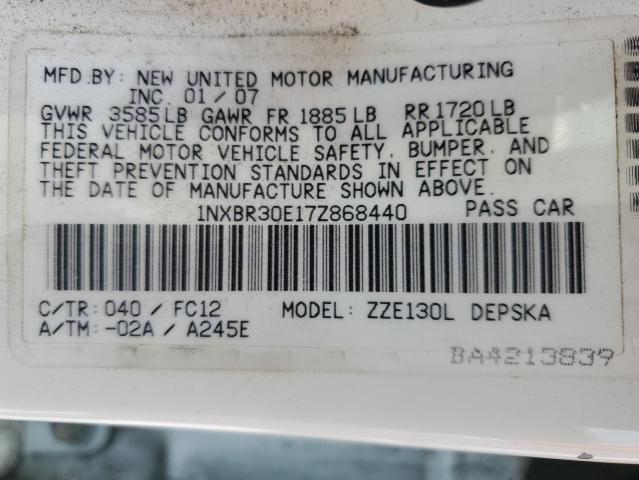 MFD.BY: NEW UNITED MOTOR MANUFACTURING
INC. 01/07
GVWR 3585LB GAWR FR 1885LB RR1720LB
THIS VEHICLE CONFORMS TO ALL APPLICABLE
FEDERAL MOTOR VEHICLE SAFETY, BUMPER, AND
THEFT PREVENTION STANDARDS IN EFFECT ON
THE DATE OF MANUFACTURE SHOWN ABOVE.
1NXBR30E17Z868440 PASS CAR
C/TR: 040 / FC12 MODEL: ZZE130L DEPSKA
A/TM: -02A / A245E
BA4213839